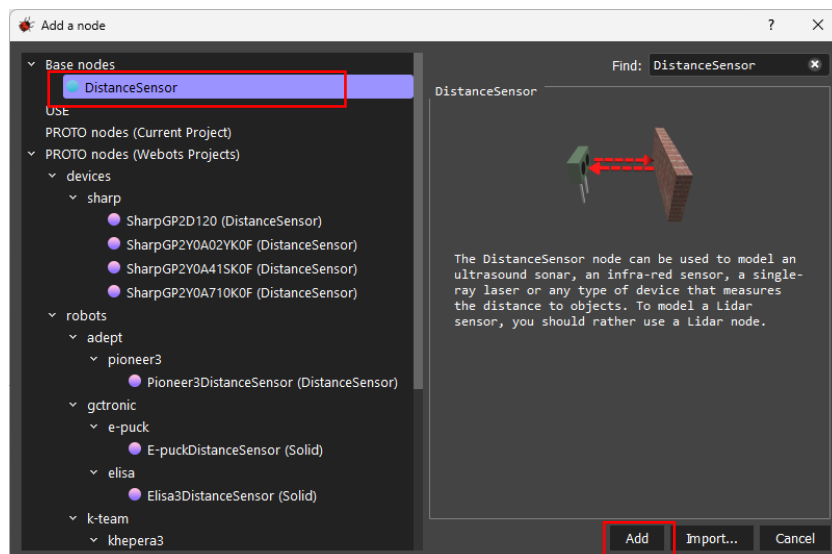 Add a node
?
Base nodes
DistanceSensor
USE
PROTO nodes (Current Project)
PROTO nodes (Webots Projects)
devices
sharp
SharpGP2D120 (DistanceSensor)
SharpGP2Y0A02YK0F (DistanceSensor)
SharpGP2Y0A41SK0F (DistanceSensor)
SharpGP2Y0A710K0F (DistanceSensor)
robots
adept
pioneer3
Pioneer3DistanceSensor (DistanceSensor)
gctronic
e-puck
E-puckDistanceSensor (Solid)
elisa
Elisa3DistanceSensor (Solid)
k-team
khepera3
Find: DistanceSensor
DistanceSensor
The DistanceSensor node can be used to model an
ultrasound sonar, an infra-red sensor, a single-
ray laser or any type of device that measures
the distance to objects. To model a Lidar
sensor, you should rather use a Lidar node.
Add Import... Cancel